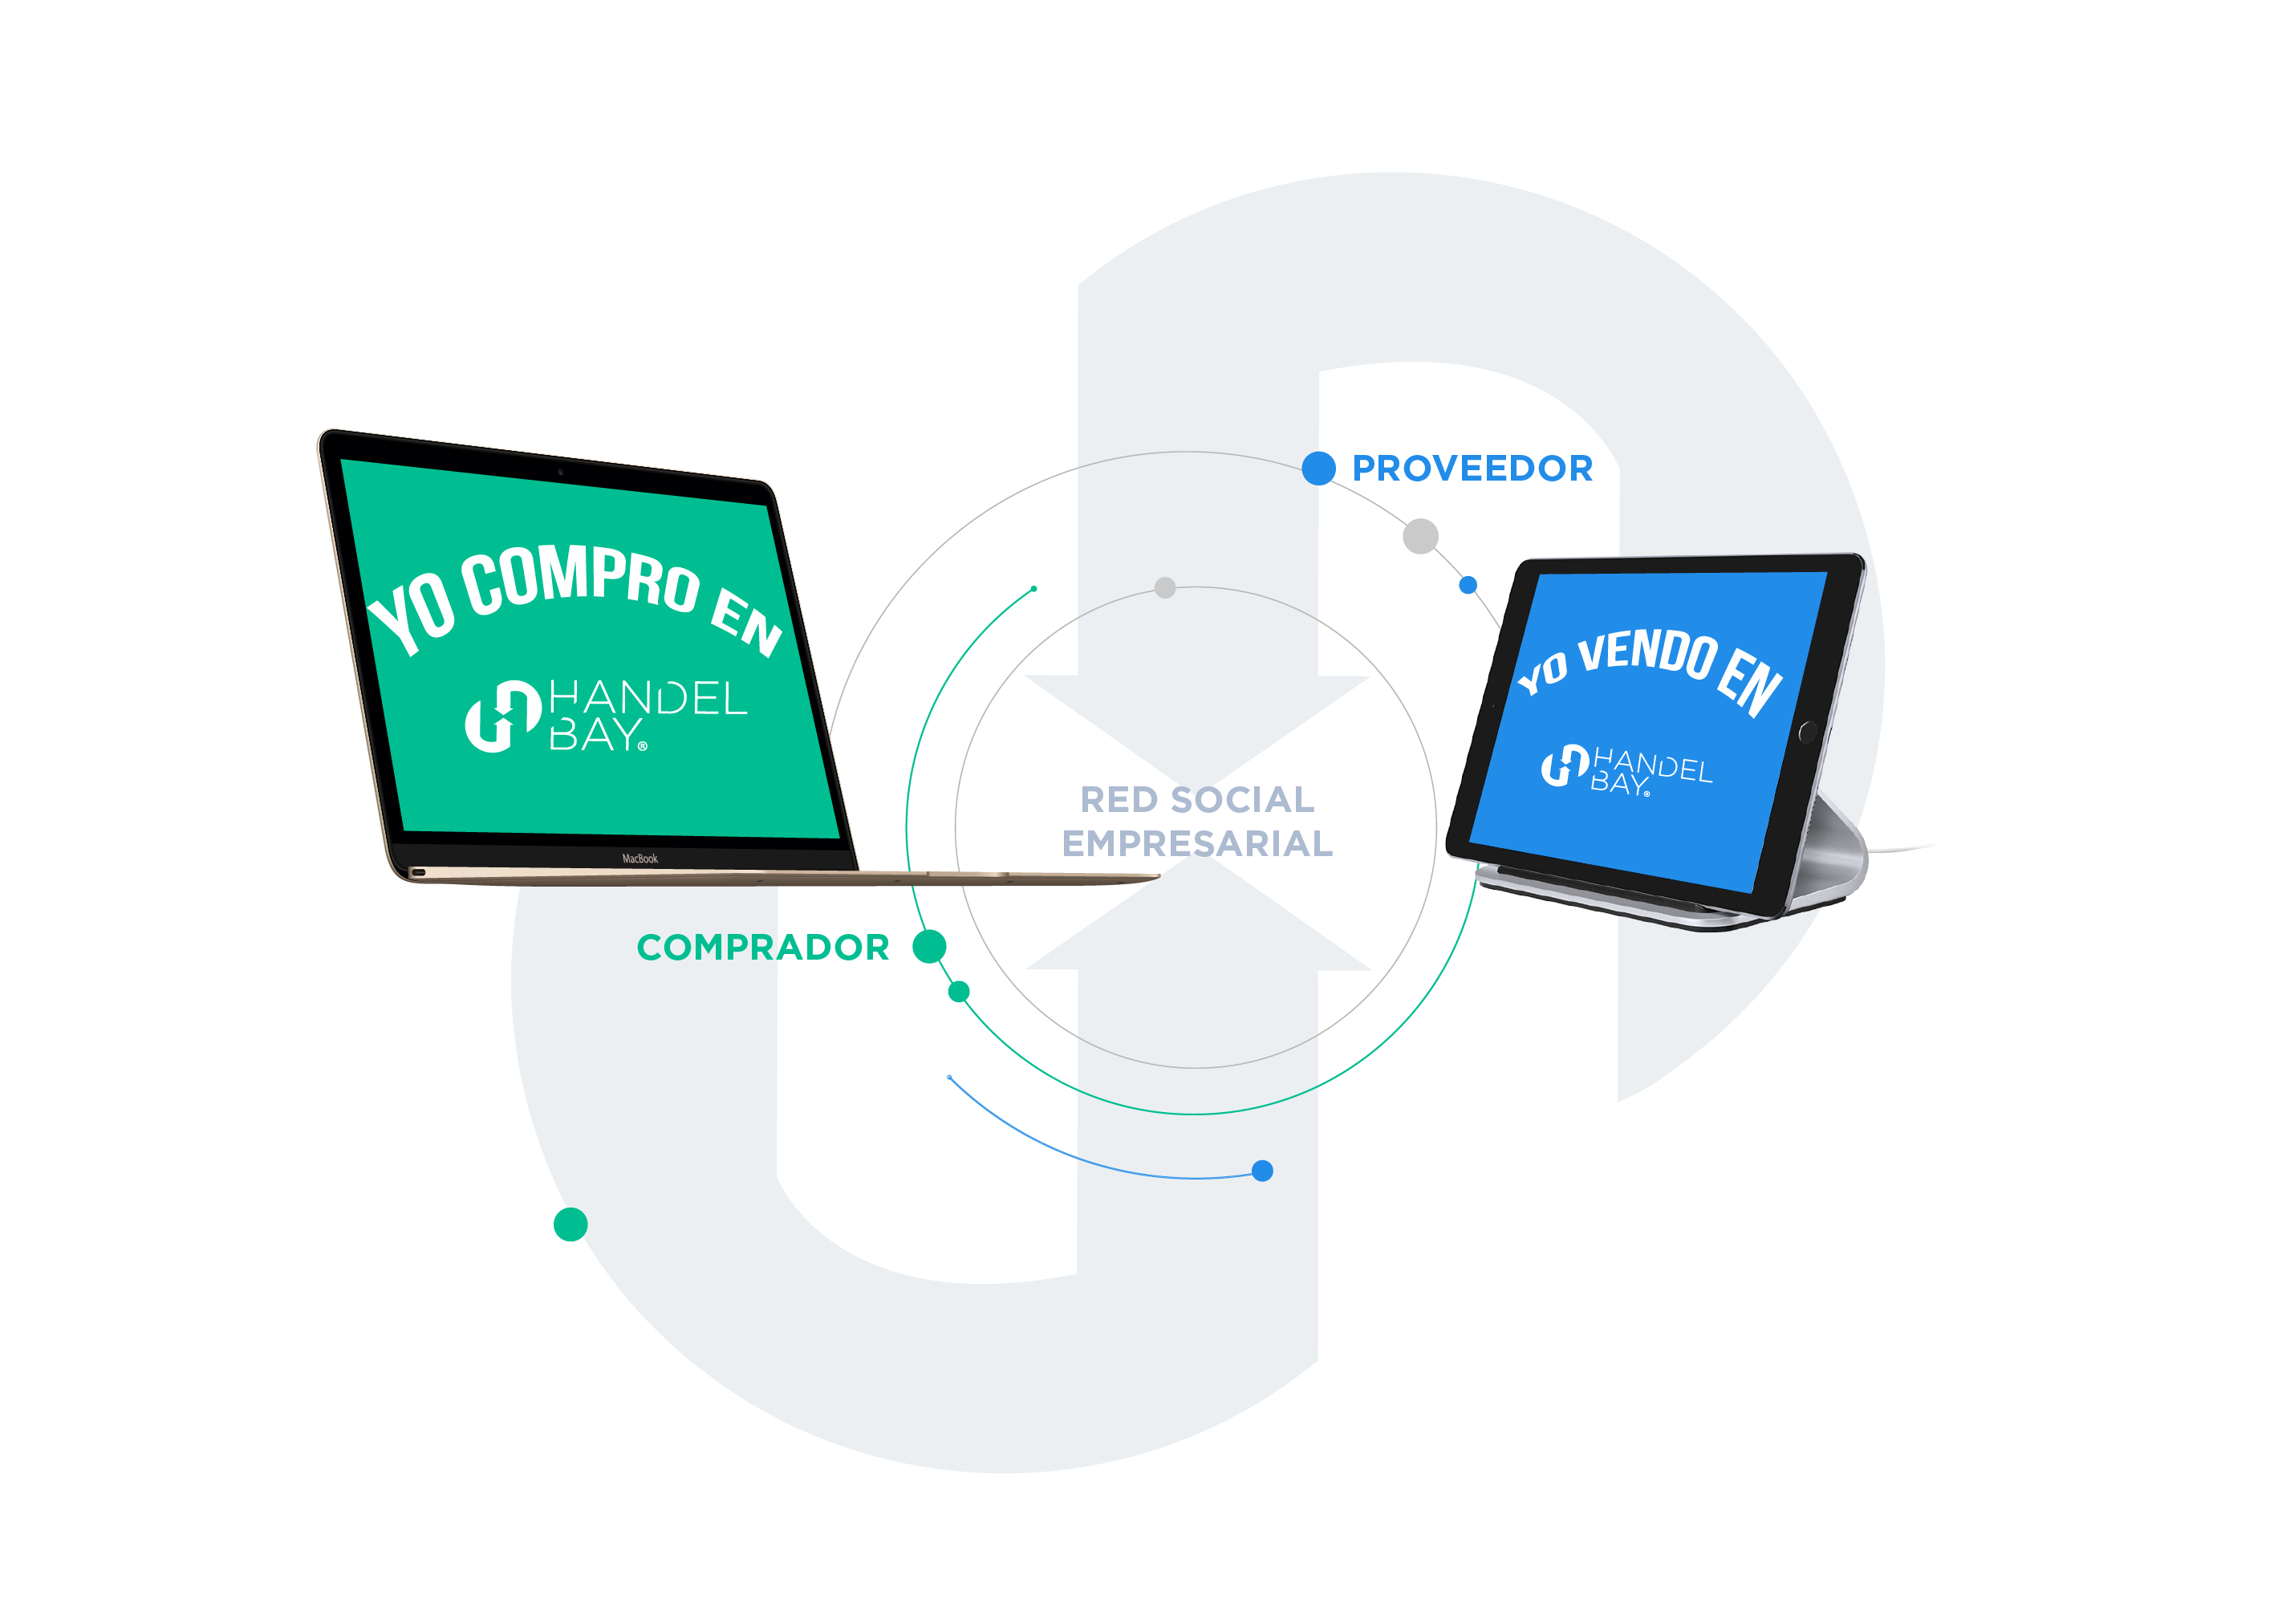 PROVEEDOR
YO COMPRO EN
HANDEL
BAY®
MacBook
YO VENDO EN
HANDEL
BAY®
RED SOCIAL
EMPRESARIAL
COMPRADOR